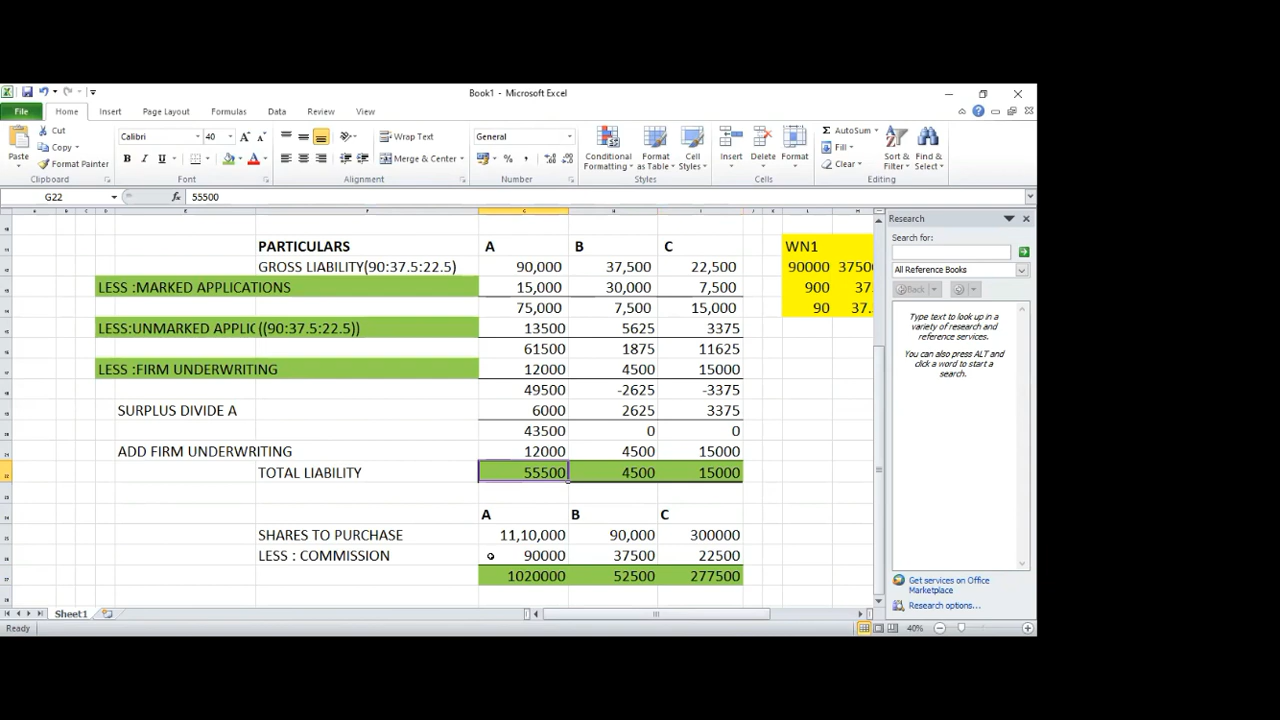 Book1 - Microsoft Excel
File Home Insert Page Layout Formulas Data Review View
Cut Calibri 40 Wrap Text General AutoSum
Copy Fill
Paste Format Painter B I U Merge & Center Conditional Formatting Format as Table Cell Styles Insert Delete Format Clear Sort & Filter Find & Select
Clipboard Font Alignment Number Styles Cells Editing
G22 fx 55500
Research
Search for:
All Reference Books
Back
Type text to look up in a variety of research and reference services.
You can also press ALT and click a word to start a search.
Get services on Office Marketplace
Research options...
PARTICULARS A B C WN1
GROSS LIABILITY(90:37.5:22.5) 90,000 37,500 22,500 90000 3750
LESS :MARKED APPLICATIONS 15,000 30,000 7,500 900 37.
75,000 7,500 15,000 90 37.
LESS:UNMARKED APPLIC ((90:37.5:22.5)) 13500 5625 3375
61500 1875 11625
LESS :FIRM UNDERWRITING 12000 4500 15000
49500 -2625 -3375
SURPLUS DIVIDE A 6000 2625 3375
43500 0 0
ADD FIRM UNDERWRITING 12000 4500 15000
TOTAL LIABILITY 55500 4500 15000
A B C
SHARES TO PURCHASE 11,10,000 90,000 300000
LESS : COMMISSION 90000 37500 22500
1020000 52500 277500
Sheet1
Ready 40%